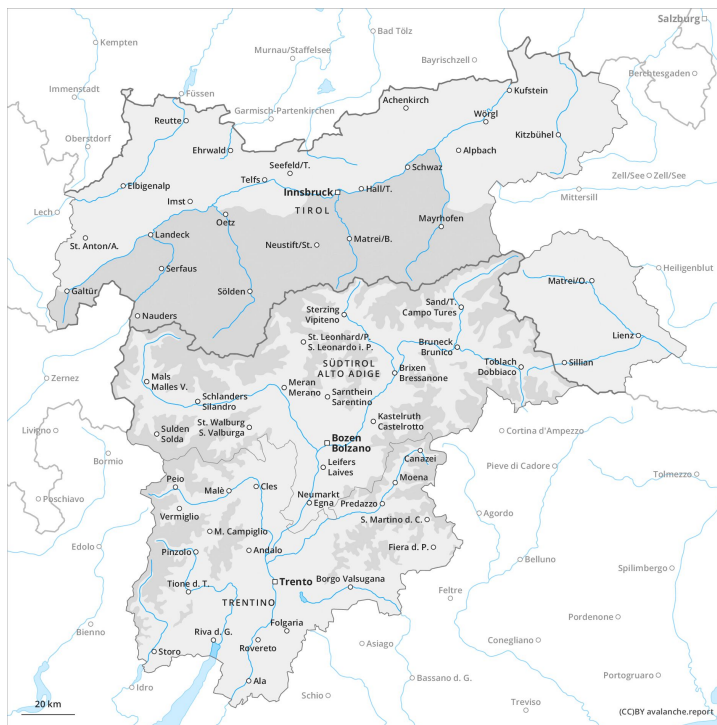 Salzburg
Kempten
Bad Tölz
Murnau/Staffelsee
Bayrischzell
Berchtesgaden
Immenstadt
Füssen
Garmisch-Partenkirchen
Achenkirch
Kufstein
Reutte
Wörgl
Oberstdorf
Ehrwald
Kitzbühel
Seefeld/T.
Alpbach
Schwaz
Telfs
Zell/See
Zell/See
Elbigenalp
Innsbruck
Hall/T.
Mittersill
Imst
TIROL
Lech
Oetz
Mayrhofen
St. Anton/A.
Landeck
Neustift/St.
Matrei/B.
Serfaus
Heiligenblut
Galtür
Sölden
Matrei/O.
Nauders
Sterzing
Vipiteno
Sand/T.
Campo Tures
St. Leonhard/P.
S. Leonardo i. P.
Bruneck
Brunico
Lienz
Toblach
Dobbiaco
Sillian
SÜDTIROL
ALTO ADIGE
Brixen
Bressanone
Zernez
Mals
Malles V.
Meran
Merano
Sarnthein
Sarentino
Schlanders
Silandro
St. Walburg
S. Valburga
Kastelruth
Castelrotto
Livigno
Sulden
Solda
Bozen
Bolzano
Cortina d'Ampezzo
Bormio
Canazei
Pieve di Cadore
Leifers
Laives
Tolmezzo
Peio
Malè
Cles
Moena
Poschiavo
Neumarkt
Egna
Predazzo
Vermiglio
Agordo
S. Martino d. C.
M. Campiglio
Edolo
Pinzolo
Andalo
Fiera d. P.
Belluno
Spilimbergo
Tione d. T.
Trento
Borgo Valsugana
Feltre
TRENTINO
Pordenone
Bienno
Riva d. G.
Folgaria
Rovereto
Asiago
Conegliano
Storo
Portogruaro
Ala
Bassano d. G.
Idro
Schio
Treviso
20 km
(CC)BY avalanche.report